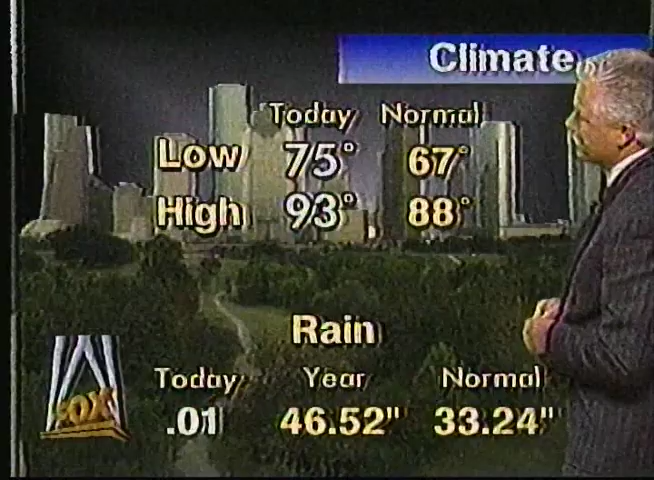 Climate
Today Normal
Low 75° 67°
High 93° 88°
Rain
Today Year Normal
.01 46.52" 33.24"
FOX